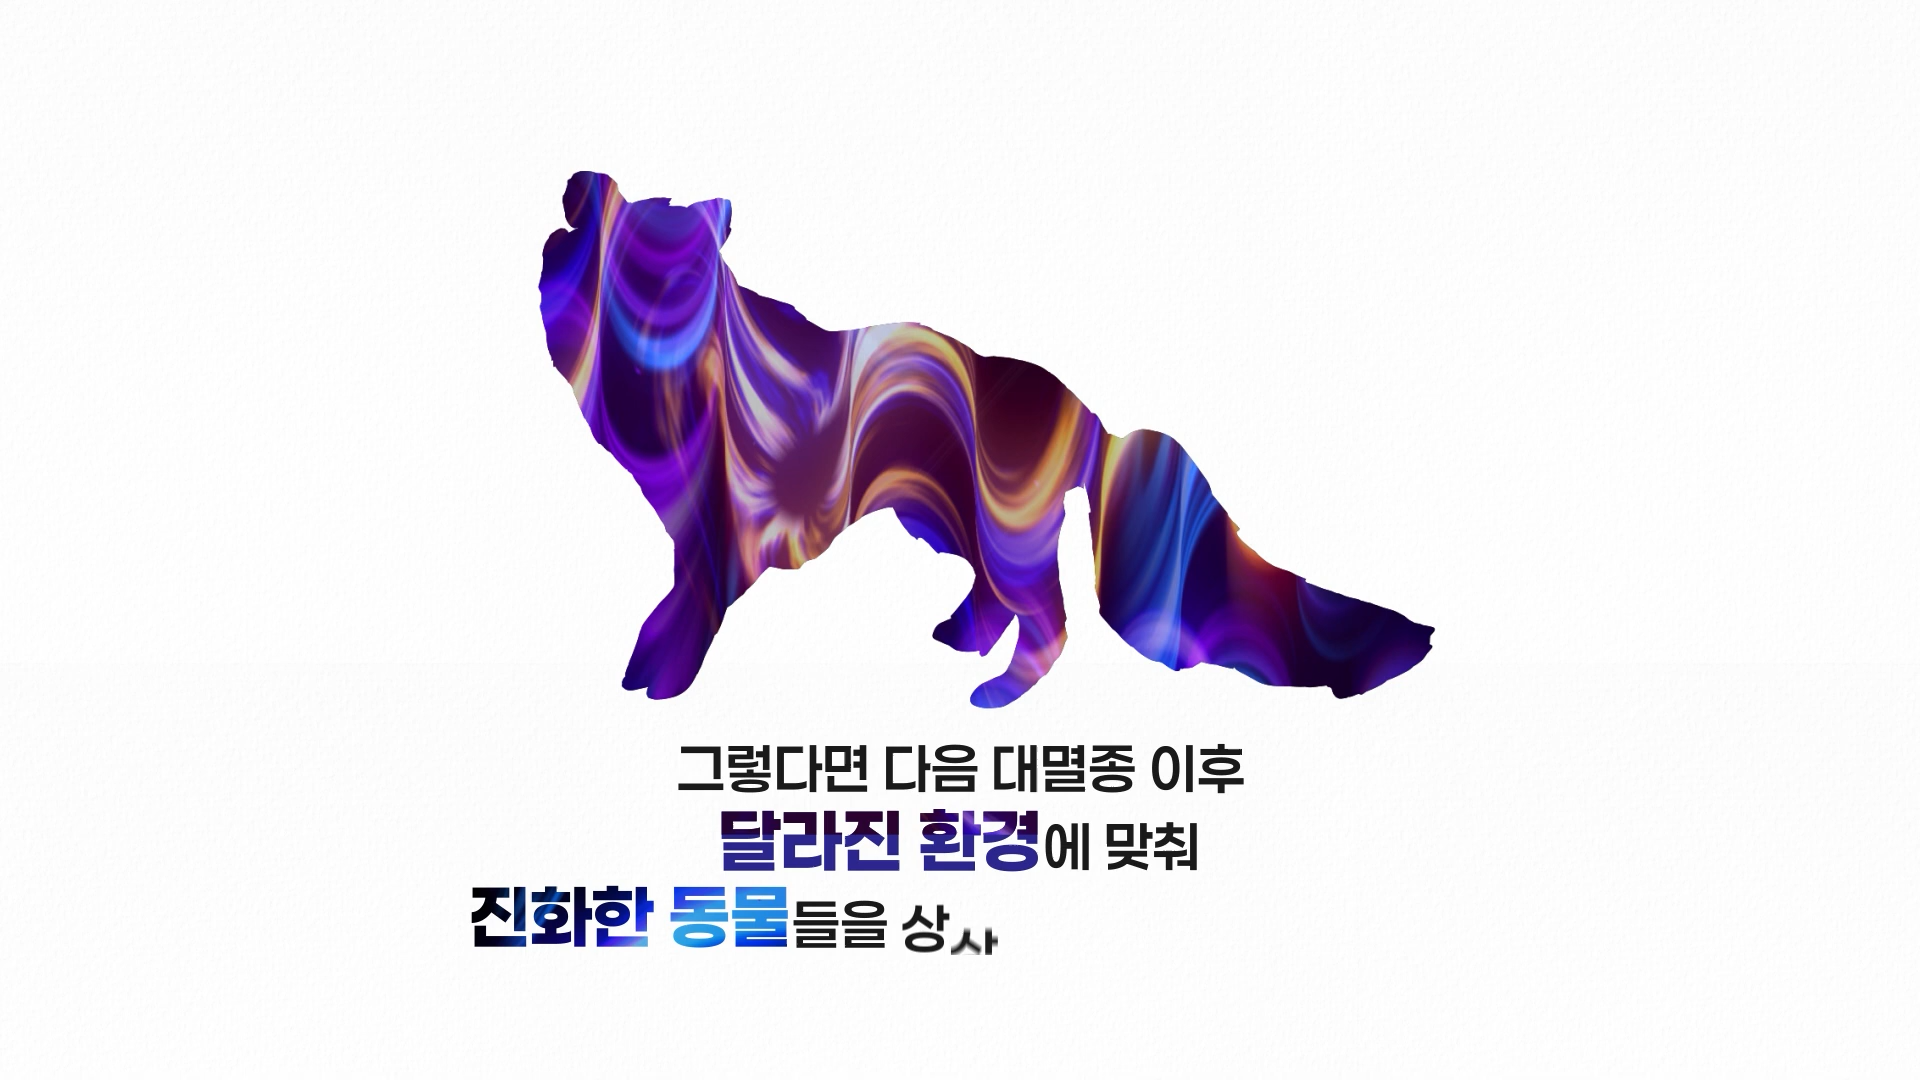 그렇다면 다음 대멸종 이후
달라진 환경에 맞춰
진화한 동물들을 상